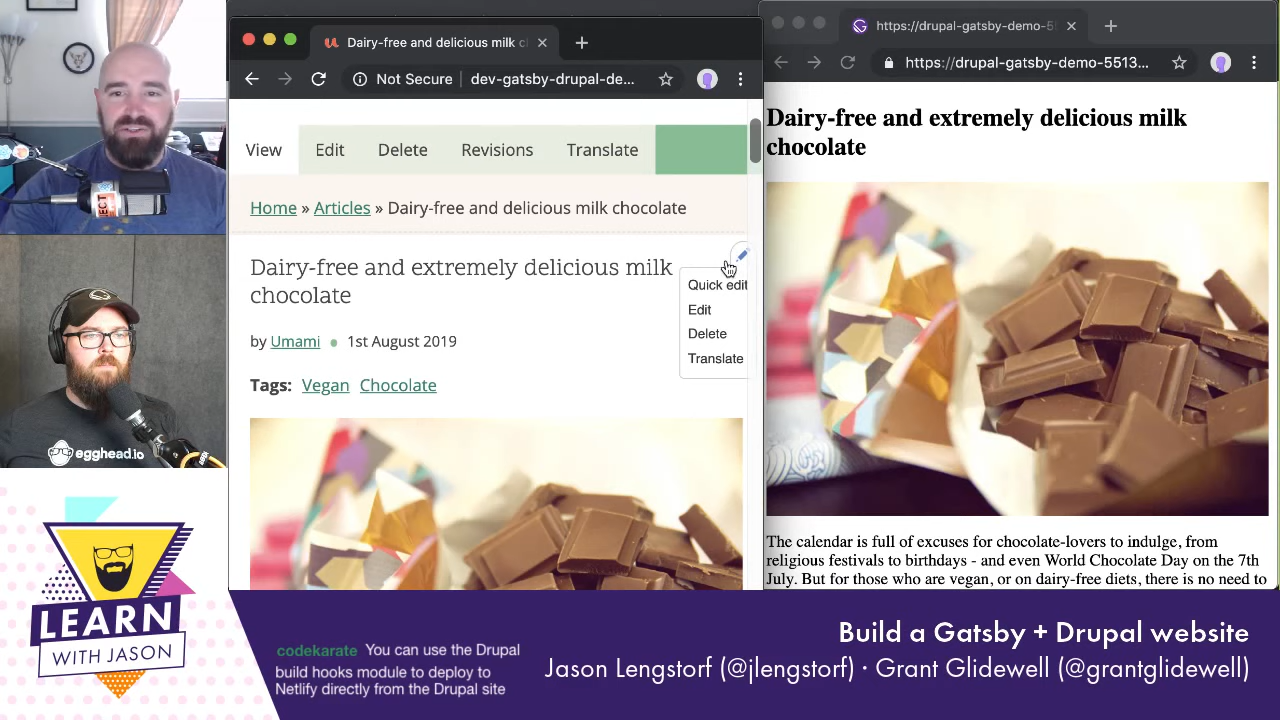 Dairy-free and delicious milk c
Not Secure
dev-gatsby-drupal-de...
View
Edit
Delete
Revisions
Translate
Home » Articles » Dairy-free and delicious milk chocolate
Dairy-free and extremely delicious milk
chocolate
Quick edit
Edit
Delete
Translate
by Umami
1st August 2019
Tags: Vegan Chocolate
https://drupal-gatsby-demo-55
https://drupal-gatsby-demo-5513...
Dairy-free and extremely delicious milk
chocolate
The calendar is full of excuses for chocolate-lovers to indulge, from
religious festivals to birthdays - and even World Chocolate Day on the 7th
July. But for those who are vegan, or on dairy-free diets, there is no need to
egghead.io
LEARN
WITH JASON
codekarate You can use the Drupal
build hooks module to deploy to
Netlify directly from the Drupal site
Build a Gatsby + Drupal website
Jason Lengstorf (@jlengstorf) · Grant Glidewell (@grantglidewell)